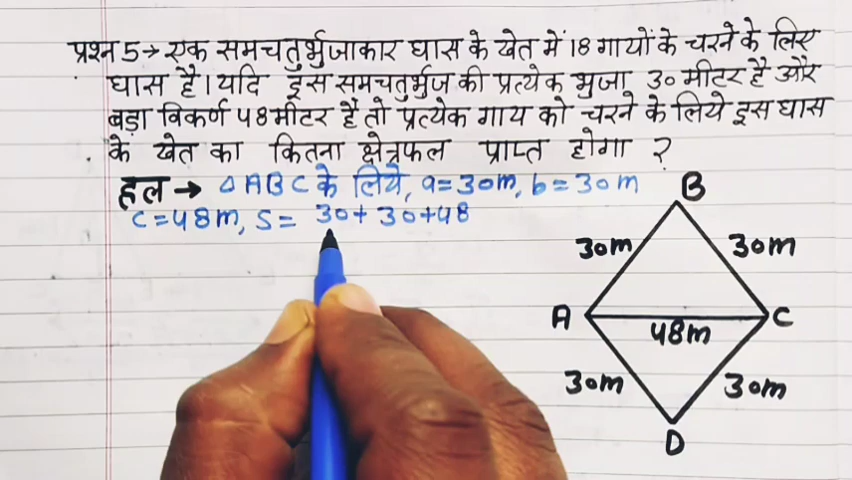 प्रश्न 5→ एक समचतुर्भुजाकार घास के खेत में 18 गायों के चरने के लिए
घास है। यदि इस समचतुर्भुज की प्रत्येक भुजा 30 मीटर है और
बड़ा विकर्ण 48 मीटर है तो प्रत्येक गाय को चरने के लिये इस घास
के खेत का कितना क्षेत्रफल प्राप्त होगा ?
हल → △ABC के लिये, a=30m, b=30m
C=48m, S= 30+30+48
B
30m 30m
A C
48m
30m 30m
D